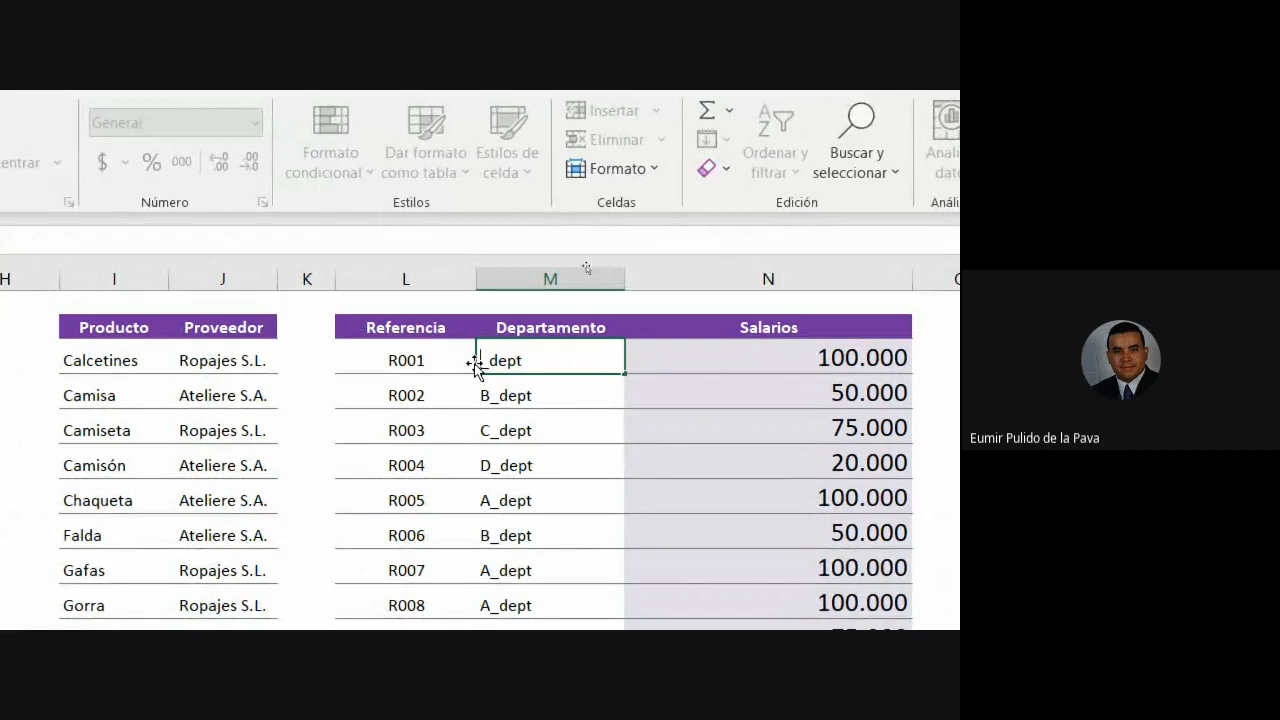 General
Insertar
Eliminar
Formato
entrar
$ % 000
Formato condicional
Dar formato como tabla
Estilos de celda
Ordenar y filtrar
Buscar y seleccionar
Número
Estilos
Celdas
Edición
H I J K L M N
Producto Proveedor Referencia Departamento Salarios
Calcetines Ropajes S.L. R001 _dept 100.000
Camisa Ateliere S.A. R002 B_dept 50.000
Camiseta Ropajes S.L. R003 C_dept 75.000
Camisón Ateliere S.A. R004 D_dept 20.000
Chaqueta Ateliere S.A. R005 A_dept 100.000
Falda Ateliere S.A. R006 B_dept 50.000
Gafas Ropajes S.L. R007 A_dept 100.000
Gorra Ropajes S.L. R008 A_dept 100.000
Eumir Pulido de la Pava